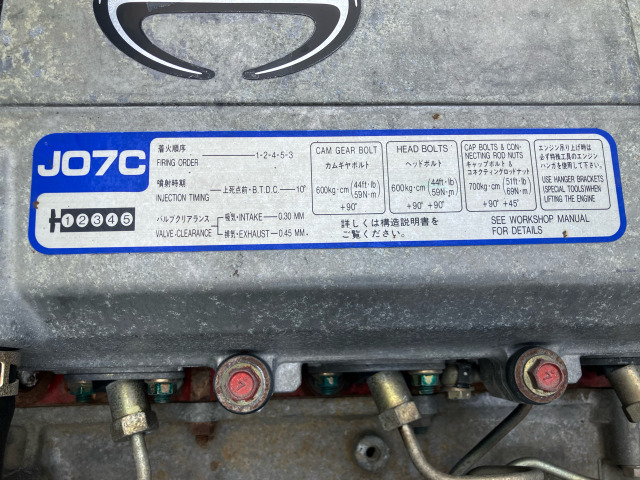 J07C
着火順序
FIRING ORDER 1-2-4-5-3
噴射時期
INJECTION TIMING 上死点前・B.T.D.C. 10°
12345
バルブクリアランス
VALVE-CLEARANCE
吸気・INTAKE — 0.30 MM
排気・EXHAUST — 0.45 MM
CAM GEAR BOLT
カムギヤボルト
600kg-cm (44ft·lb)
(59N·m)
+90°
HEAD BOLTS
ヘッドボルト
600kg-cm (44ft·lb)
(59N·m)
+90° +90°
CAP BOLTS & CON-
NECTING ROD NUTS
キャップボルト &
コネクティングロッドナット
700kg-cm (51ft·lb)
(69N·m)
+90° +45°
エンジン吊り上げ時は
必ず特殊工具のエンジン
ハンガを使用して下さい。
USE HANGER BRACKETS
(SPECIAL TOOLS) WHEN
LIFTING THE ENGINE
詳しくは構造説明書を
ご覧ください。
SEE WORKSHOP MANUAL
FOR DETAILS